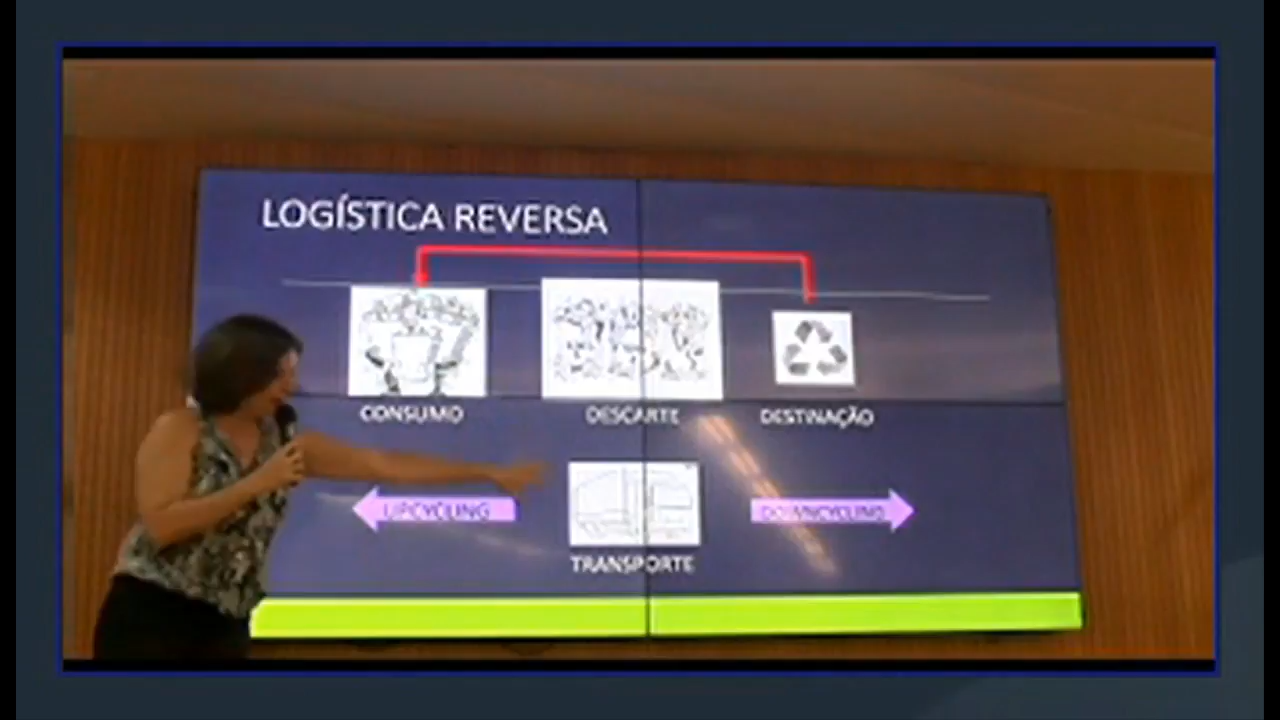 LOGÍSTICA REVERSA
CONSUMO
DESCARTE
DESTINAÇÃO
UPCYCLING
DOWNCYCLING
TRANSPORTE